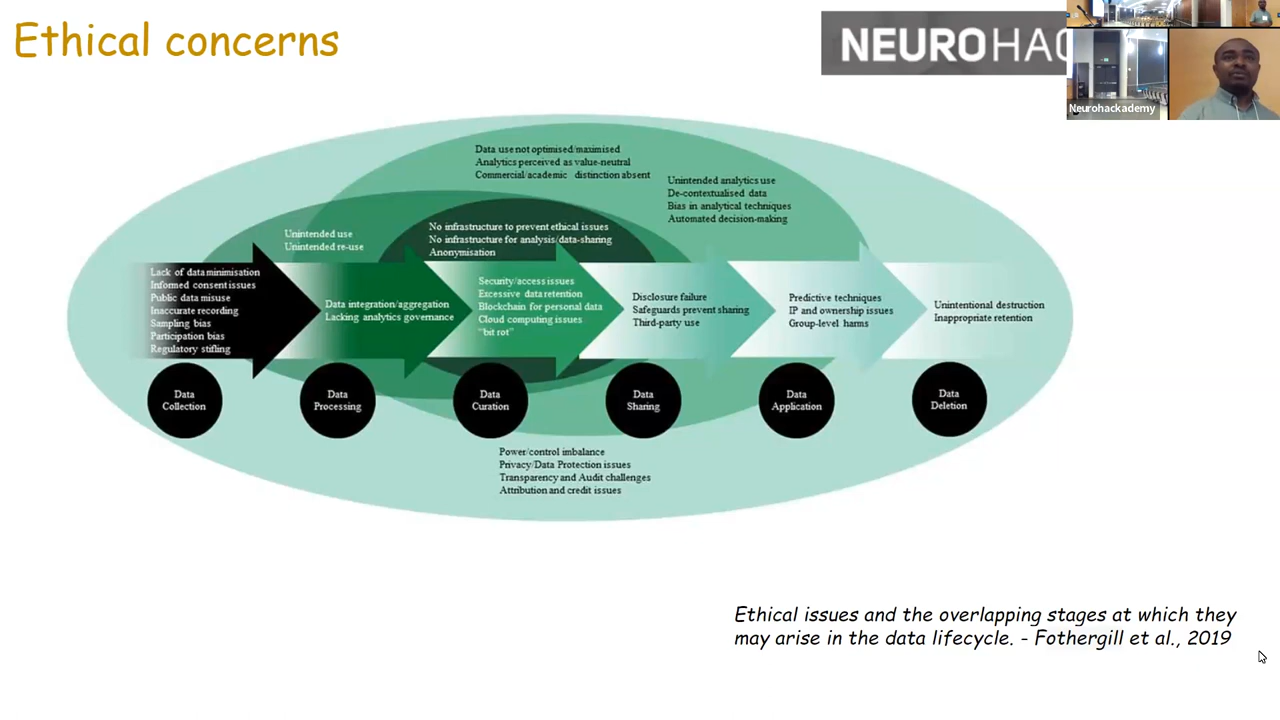 Ethical concerns
NEUROHAC
Neurohackademy
Data use not optimised/maximised
Analytics perceived as value-neutral
Commercial/academic distinction absent
Unintended analytics use
De-contextualised data
Bias in analytical techniques
Automated decision-making
Unintended use
Unintended re-use
No infrastructure to prevent ethical issues
No infrastructure for analysis/data-sharing
Anonymisation
Lack of data minimisation
Informed consent issues
Public data misuse
Inaccurate recording
Sampling bias
Participation bias
Regulatory stifling
Data integration/aggregation
Lacking analytics governance
Security/access issues
Excessive data retention
Blockchain for personal data
Cloud computing issues
"bit rot"
Disclosure failure
Safeguards prevent sharing
Third-party use
Predictive techniques
IP and ownership issues
Group-level harms
Unintentional destruction
Inappropriate retention
Data
Collection
Data
Processing
Data
Curation
Data
Sharing
Data
Application
Data
Deletion
Power/control imbalance
Privacy/Data Protection issues
Transparency and Audit challenges
Attribution and credit issues
Ethical issues and the overlapping stages at which they
may arise in the data lifecycle. - Fothergill et al., 2019